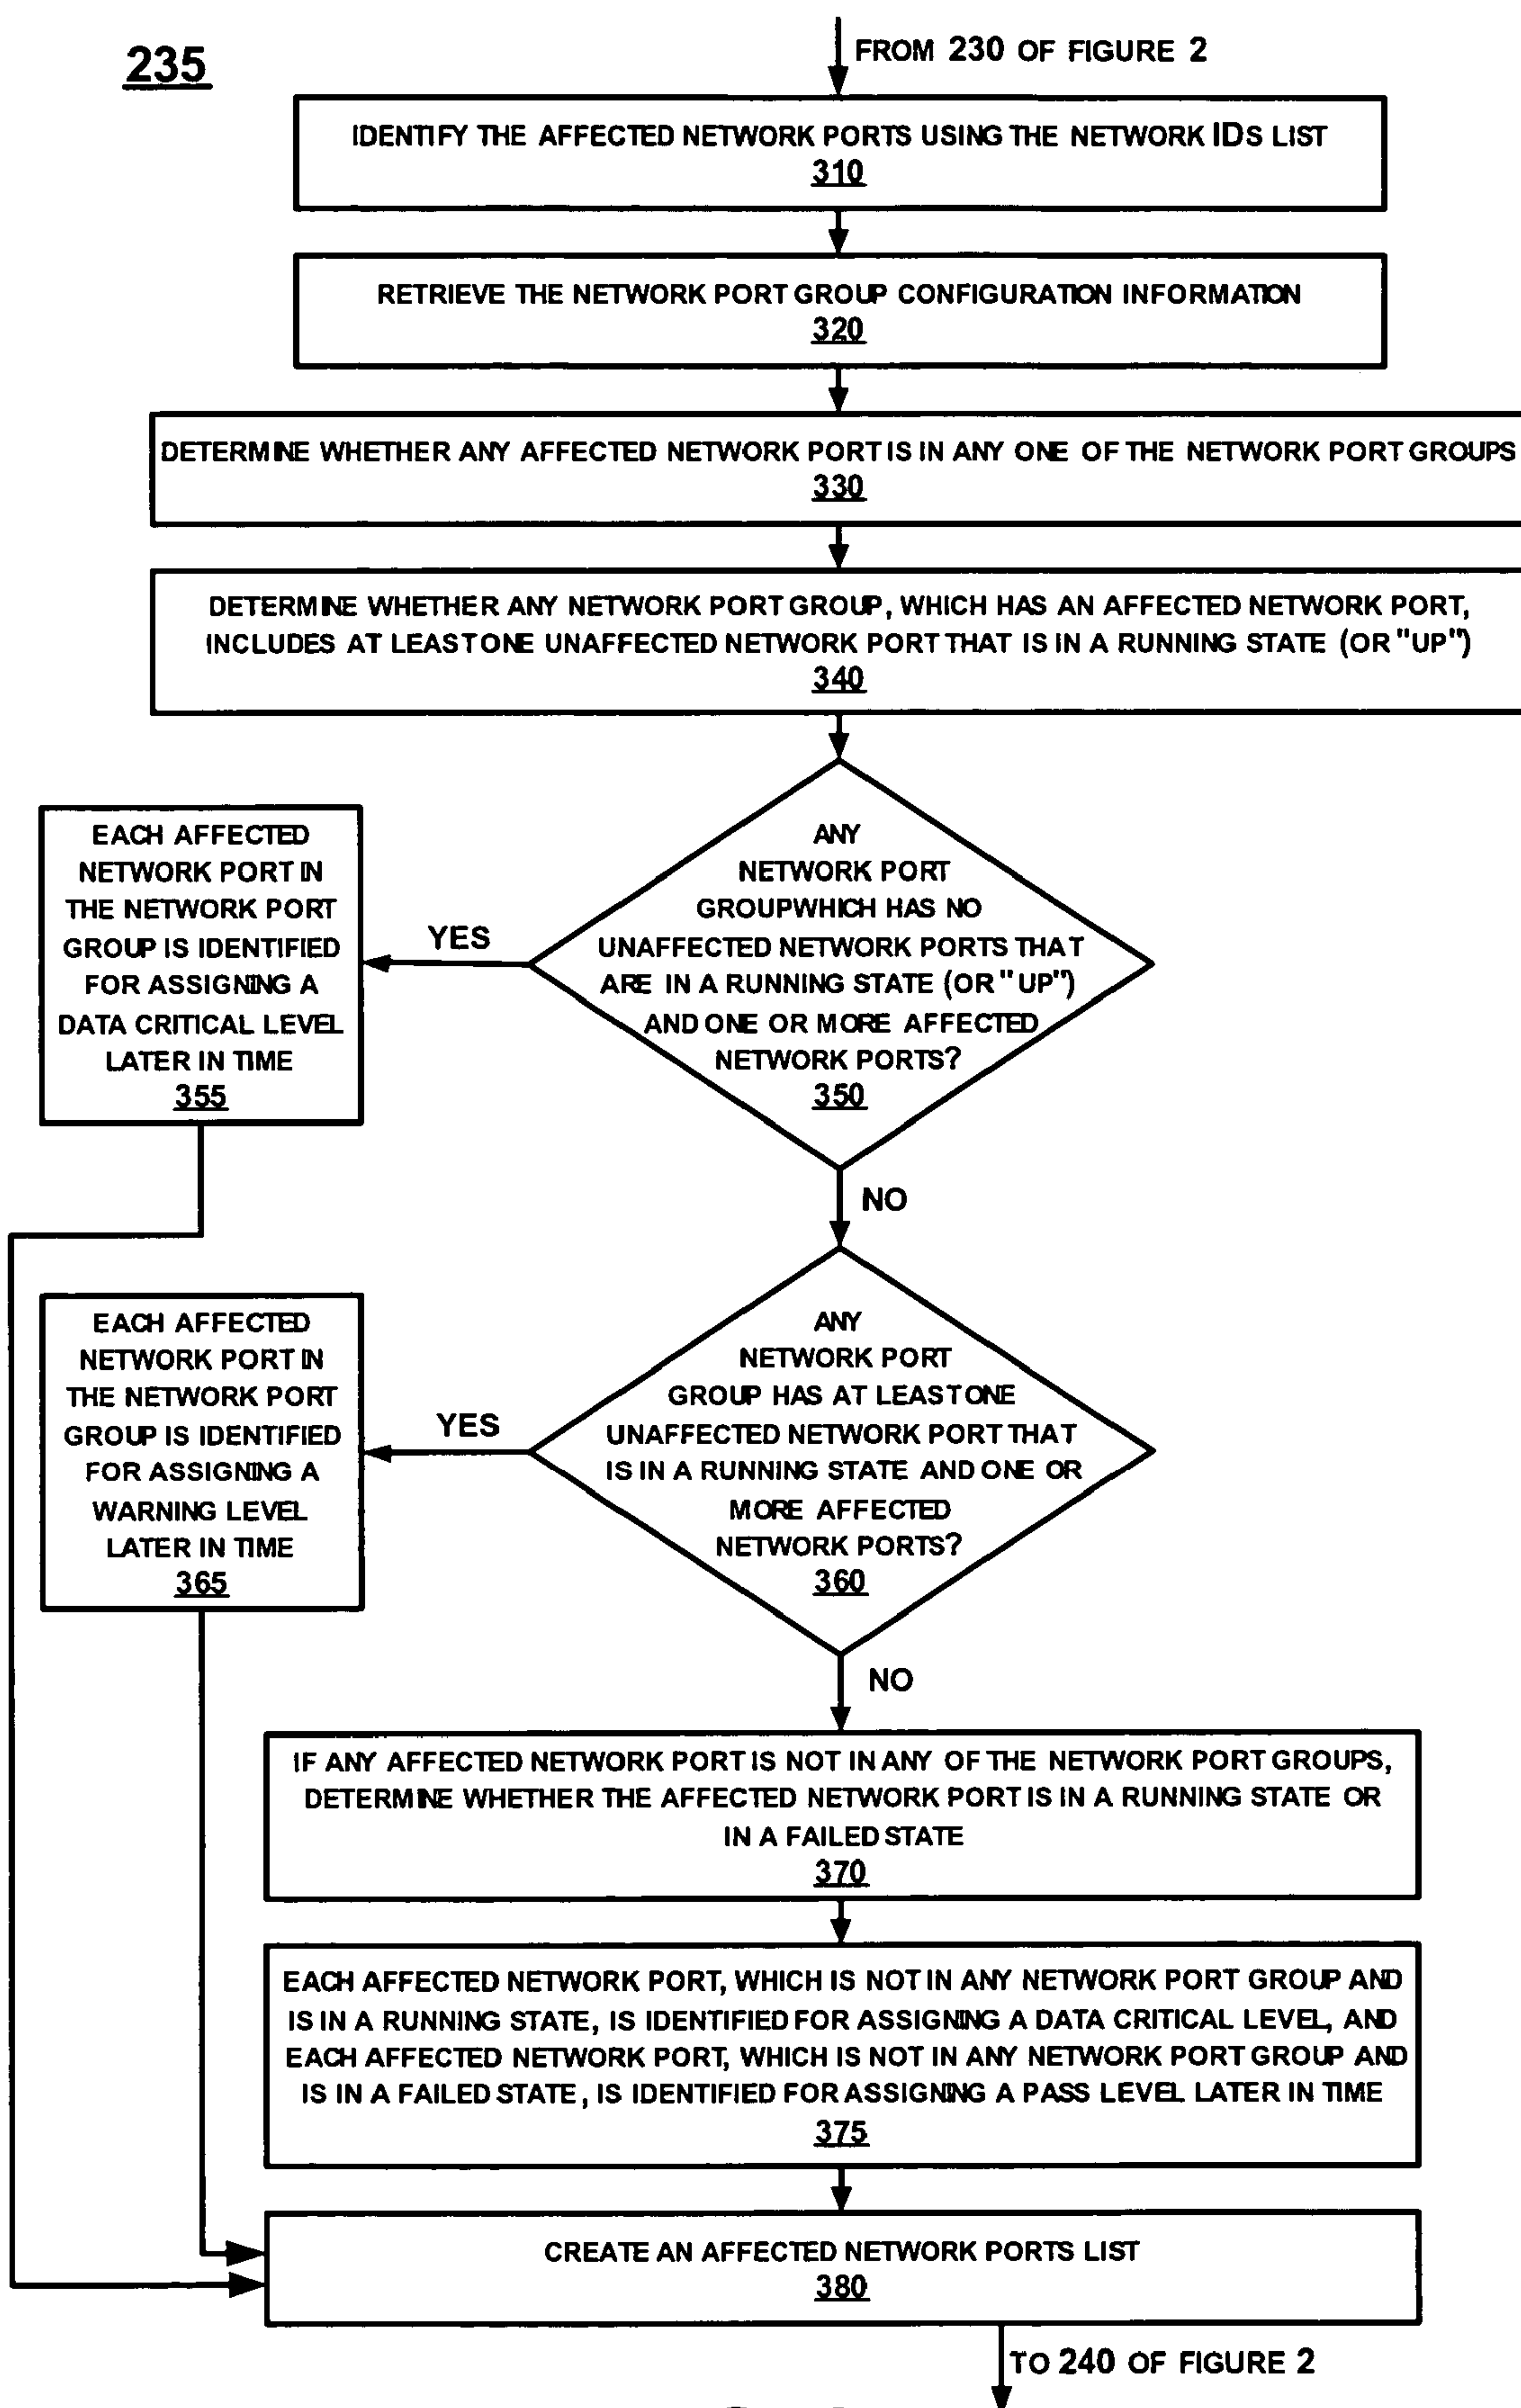 235
FROM 230 OF FIGURE 2
IDENTIFY THE AFFECTED NETWORK PORTS USING THE NETWORK IDS LIST
310
RETRIEVE THE NETWORK PORT GROUP CONFIGURATION INFORMATION
320
DETERMINE WHETHER ANY AFFECTED NETWORK PORT IS IN ANY ONE OF THE NETWORK PORT GROUPS
330
DETERMINE WHETHER ANY NETWORK PORT GROUP, WHICH HAS AN AFFECTED NETWORK PORT,
INCLUDES AT LEAST ONE UNAFFECTED NETWORK PORT THAT IS IN A RUNNING STATE (OR "UP")
340
ANY
NETWORK PORT
GROUP WHICH HAS NO
UNAFFECTED NETWORK PORTS THAT
ARE IN A RUNNING STATE (OR "UP")
AND ONE OR MORE AFFECTED
NETWORK PORTS?
350
YES
EACH AFFECTED
NETWORK PORT IN
THE NETWORK PORT
GROUP IS IDENTIFIED
FOR ASSIGNING A
DATA CRITICAL LEVEL
LATER IN TIME
355
NO
ANY
NETWORK PORT
GROUP HAS AT LEAST ONE
UNAFFECTED NETWORK PORT THAT
IS IN A RUNNING STATE AND ONE OR
MORE AFFECTED
NETWORK PORTS?
360
YES
EACH AFFECTED
NETWORK PORT IN
THE NETWORK PORT
GROUP IS IDENTIFIED
FOR ASSIGNING A
WARNING LEVEL
LATER IN TIME
365
NO
IF ANY AFFECTED NETWORK PORT IS NOT IN ANY OF THE NETWORK PORT GROUPS,
DETERMINE WHETHER THE AFFECTED NETWORK PORT IS IN A RUNNING STATE OR
IN A FAILED STATE
370
EACH AFFECTED NETWORK PORT, WHICH IS NOT IN ANY NETWORK PORT GROUP AND
IS IN A RUNNING STATE, IS IDENTIFIED FOR ASSIGNING A DATA CRITICAL LEVEL, AND
EACH AFFECTED NETWORK PORT, WHICH IS NOT IN ANY NETWORK PORT GROUP AND
IS IN A FAILED STATE, IS IDENTIFIED FOR ASSIGNING A PASS LEVEL LATER IN TIME
375
CREATE AN AFFECTED NETWORK PORTS LIST
380
TO 240 OF FIGURE 2